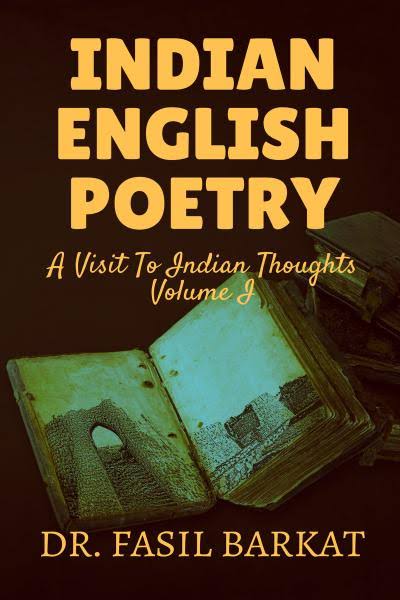 INDIAN
ENGLISH
POETRY
A Visit To Indian Thoughts
Volume I
DR. FASIL BARKAT